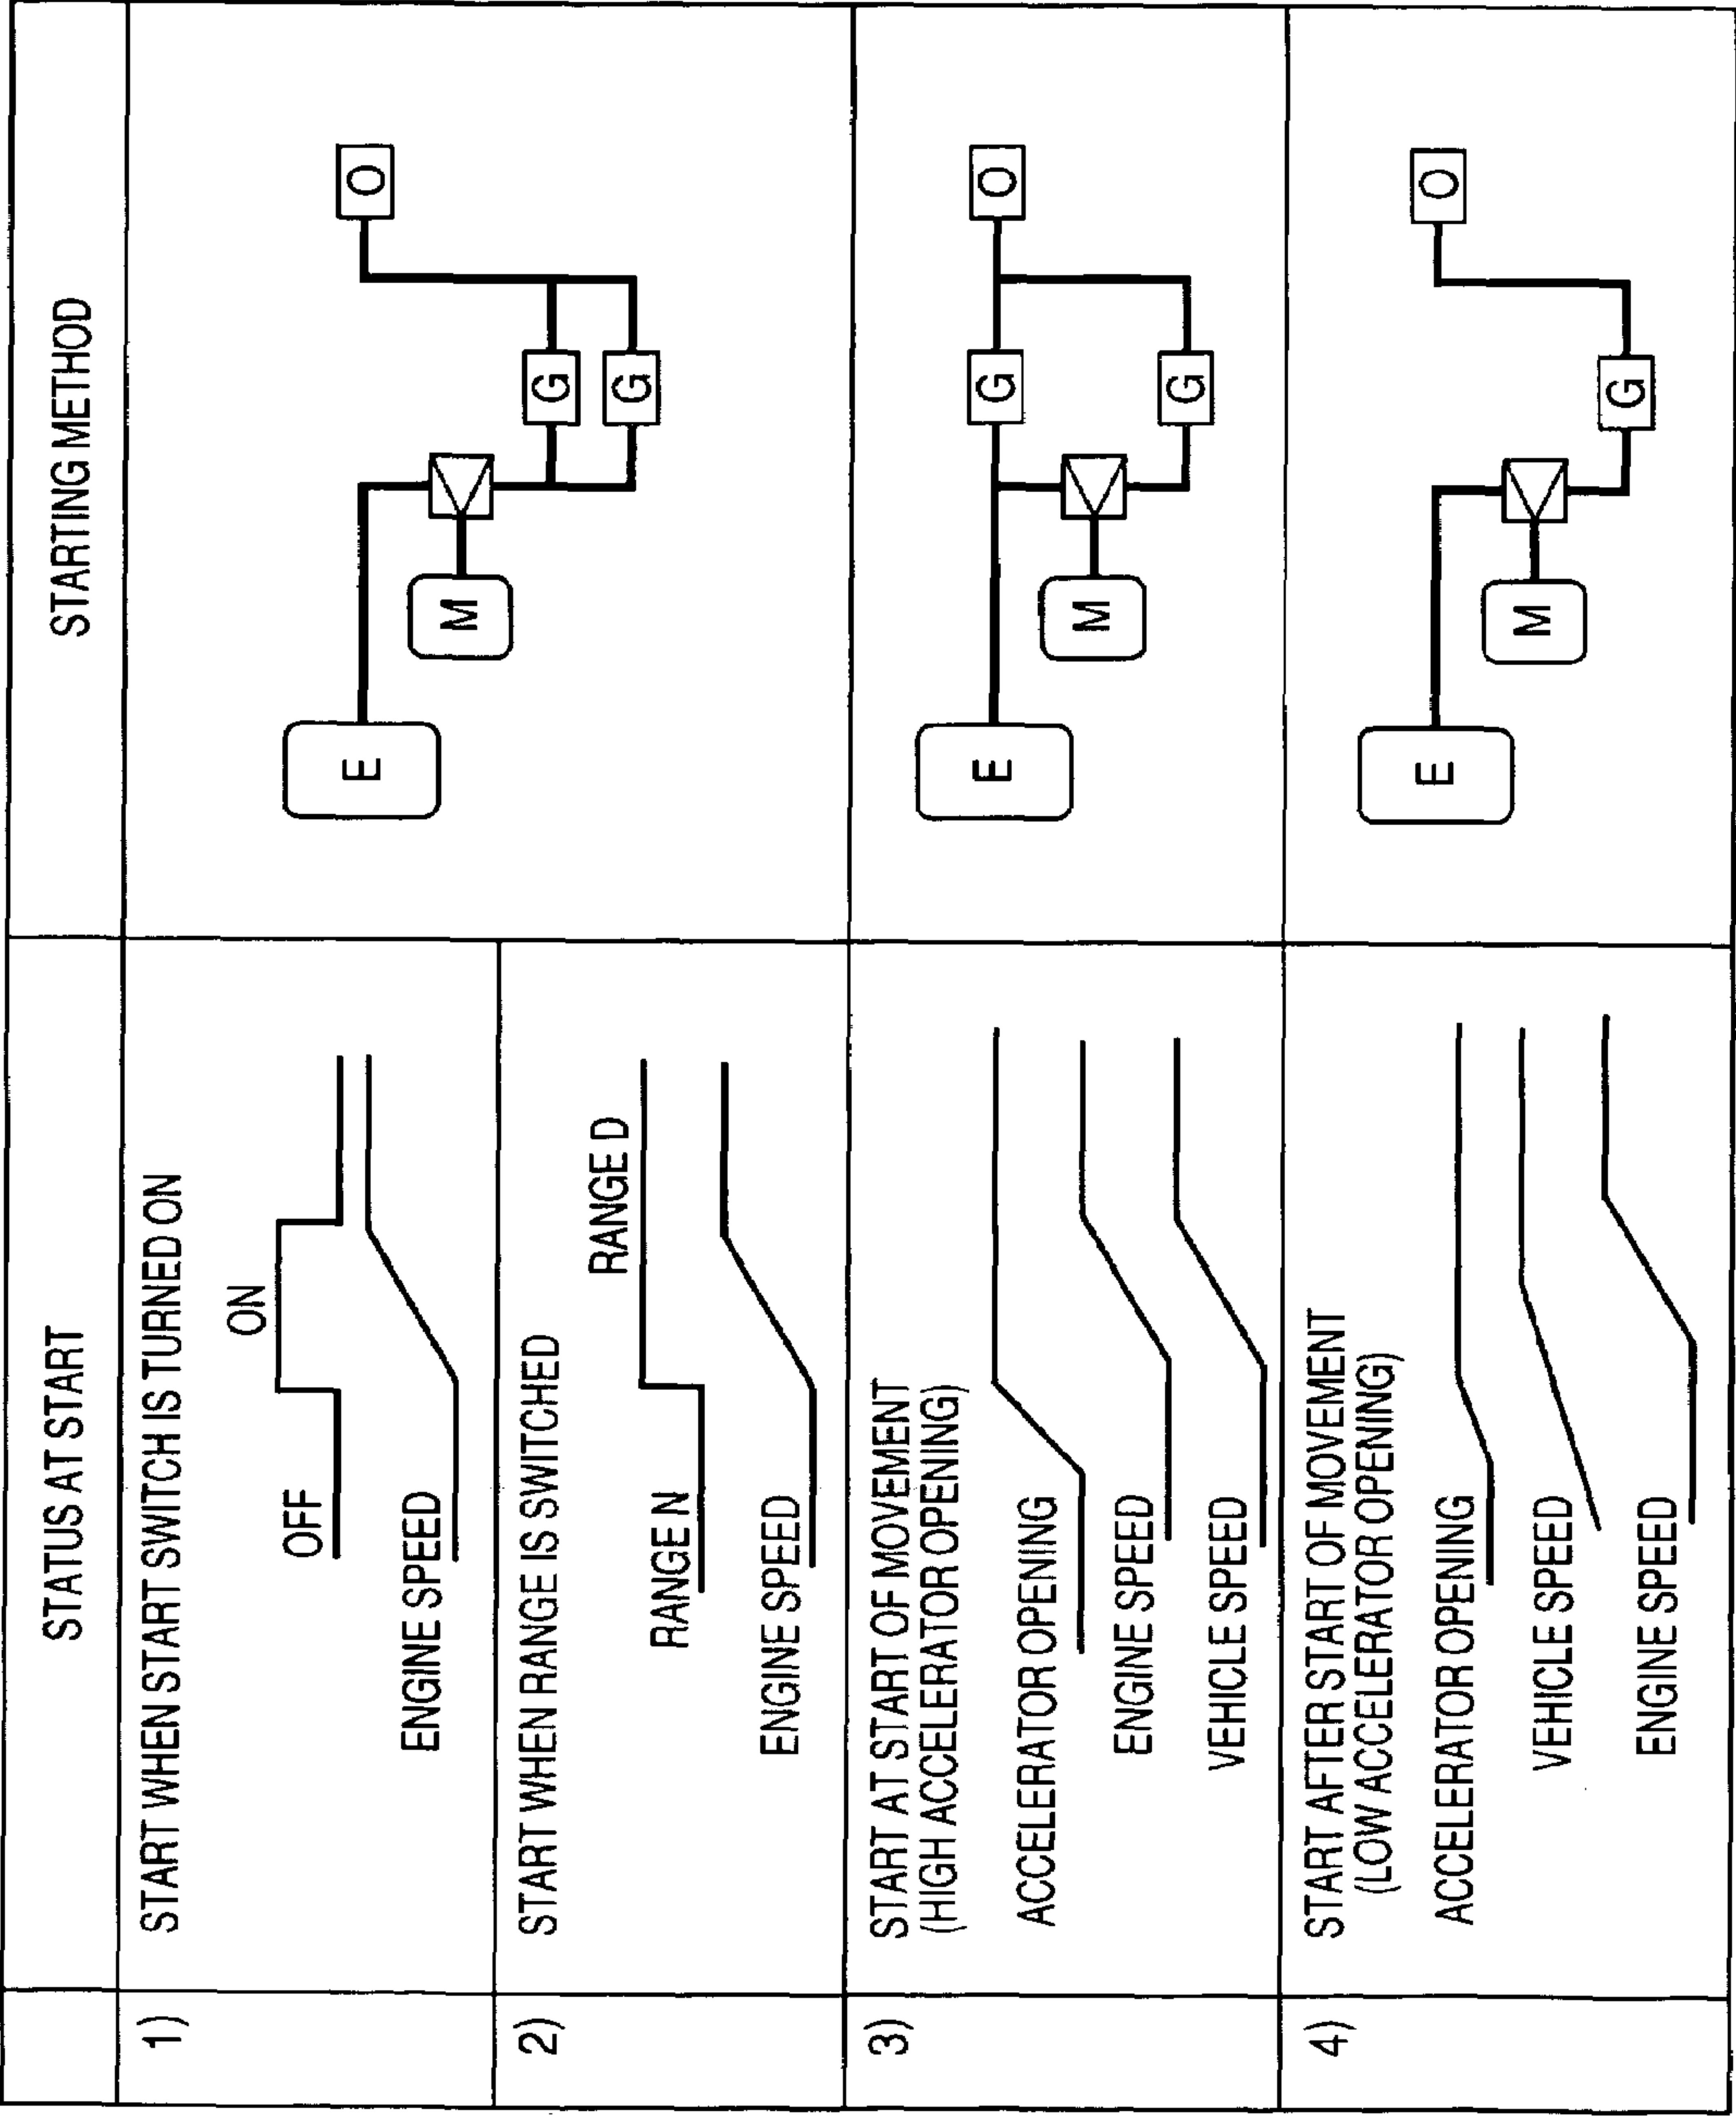 STATUS AT START
STARTING METHOD
1)
START WHEN START SWITCH IS TURNED ON
ON
OFF
ENGINE SPEED
E
M
G
G
O
2)
START WHEN RANGE IS SWITCHED
RANGE D
RANGE N
ENGINE SPEED
3)
START AT START OF MOVEMENT
(HIGH ACCELERATOR OPENING)
ACCELERATOR OPENING
ENGINE SPEED
VEHICLE SPEED
E
M
G
G
O
4)
START AFTER START OF MOVEMENT
(LOW ACCELERATOR OPENING)
ACCELERATOR OPENING
VEHICLE SPEED
ENGINE SPEED
E
M
G
O